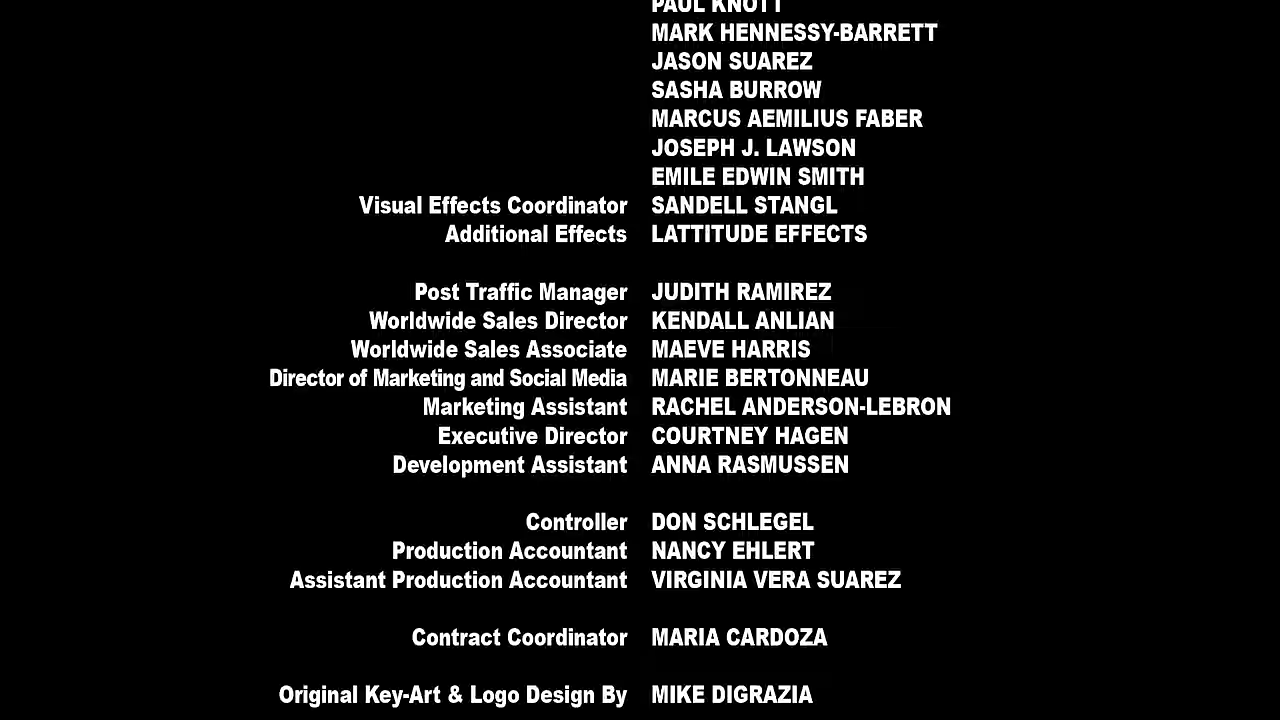 PAUL KNOTT
MARK HENNESSY-BARRETT
JASON SUAREZ
SASHA BURROW
MARCUS AEMILIUS FABER
JOSEPH J. LAWSON
EMILE EDWIN SMITH
Visual Effects Coordinator SANDELL STANGL
Additional Effects LATTITUDE EFFECTS
Post Traffic Manager JUDITH RAMIREZ
Worldwide Sales Director KENDALL ANLIAN
Worldwide Sales Associate MAEVE HARRIS
Director of Marketing and Social Media MARIE BERTONNEAU
Marketing Assistant RACHEL ANDERSON-LEBRON
Executive Director COURTNEY HAGEN
Development Assistant ANNA RASMUSSEN
Controller DON SCHLEGEL
Production Accountant NANCY EHLERT
Assistant Production Accountant VIRGINIA VERA SUAREZ
Contract Coordinator MARIA CARDOZA
Original Key-Art & Logo Design By MIKE DIGRAZIA